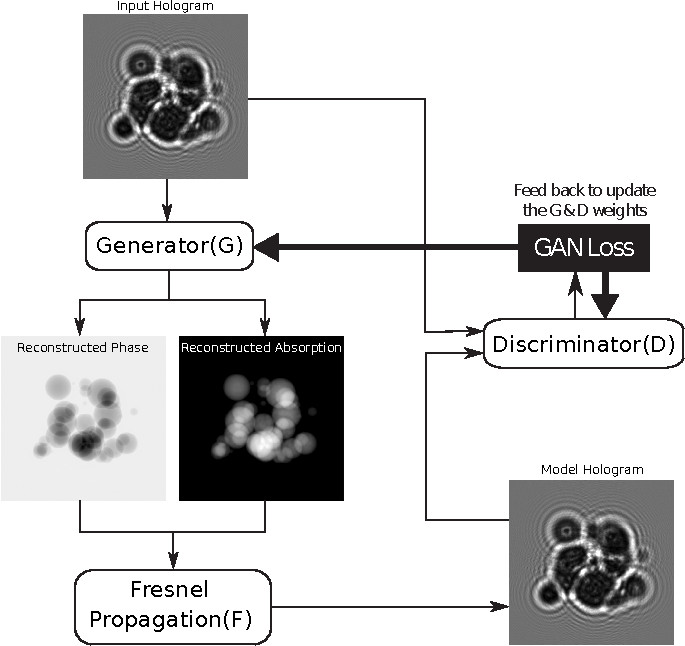 Input Hologram
Feed back to update
the G&D weights
Generator(G)
GAN Loss
Discriminator(D)
Reconstructed Phase
Reconstructed Absorption
Model Hologram
Fresnel
Propagation(F)